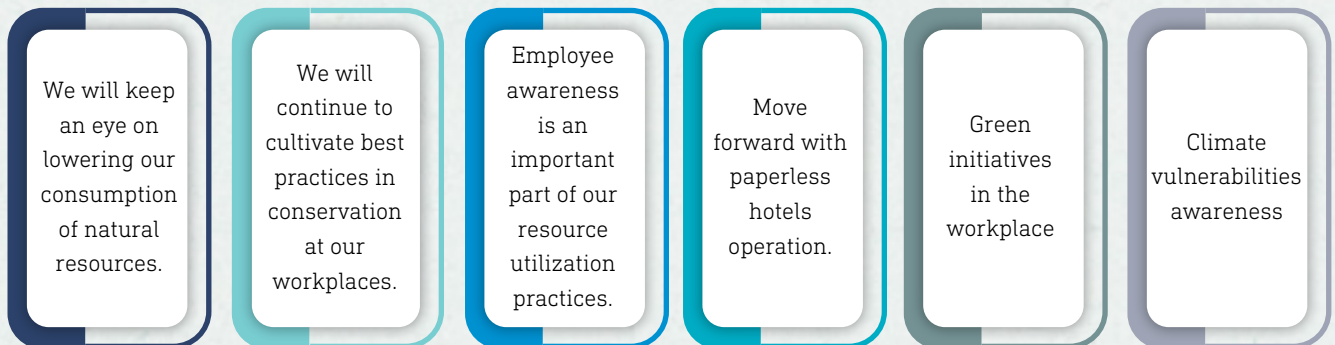 We will keep
an eye on
lowering our
consumption
of natural
resources.
We will
continue to
cultivate best
practices in
conservation
at our
workplaces.
Employee
awareness
is an
important
part of our
resource
utilization
practices.
Move
forward with
paperless
hotels
operation.
Green
initiatives
in the
workplace
Climate
vulnerabilities
awareness